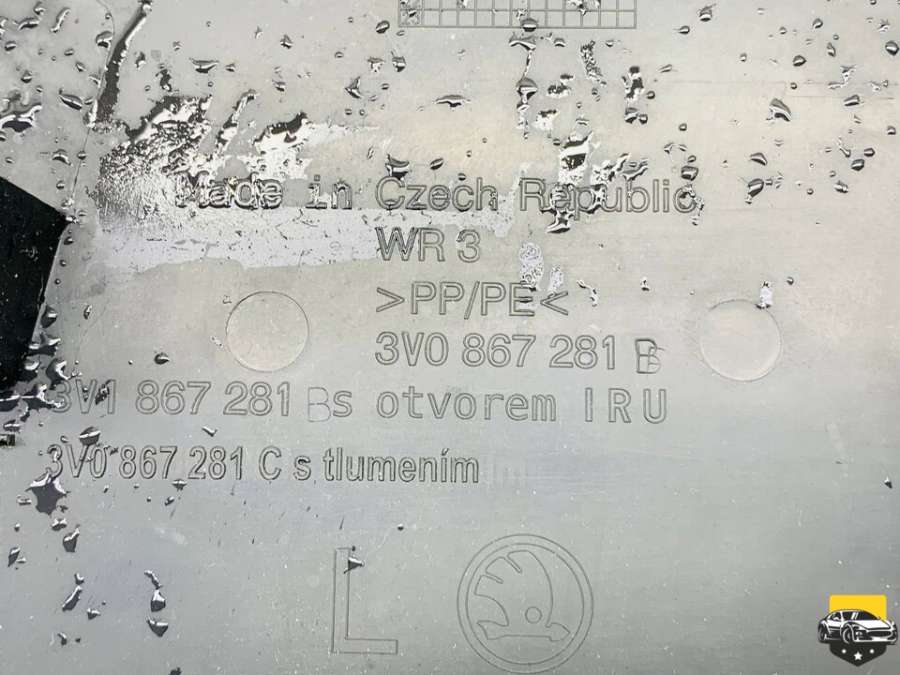 Made in Czech Republic
WR 3
>PP/PE<
3V0 867 281 B
3V1 867 281 B s otvorem IRU
3V0 867 281 C s tlumením
L